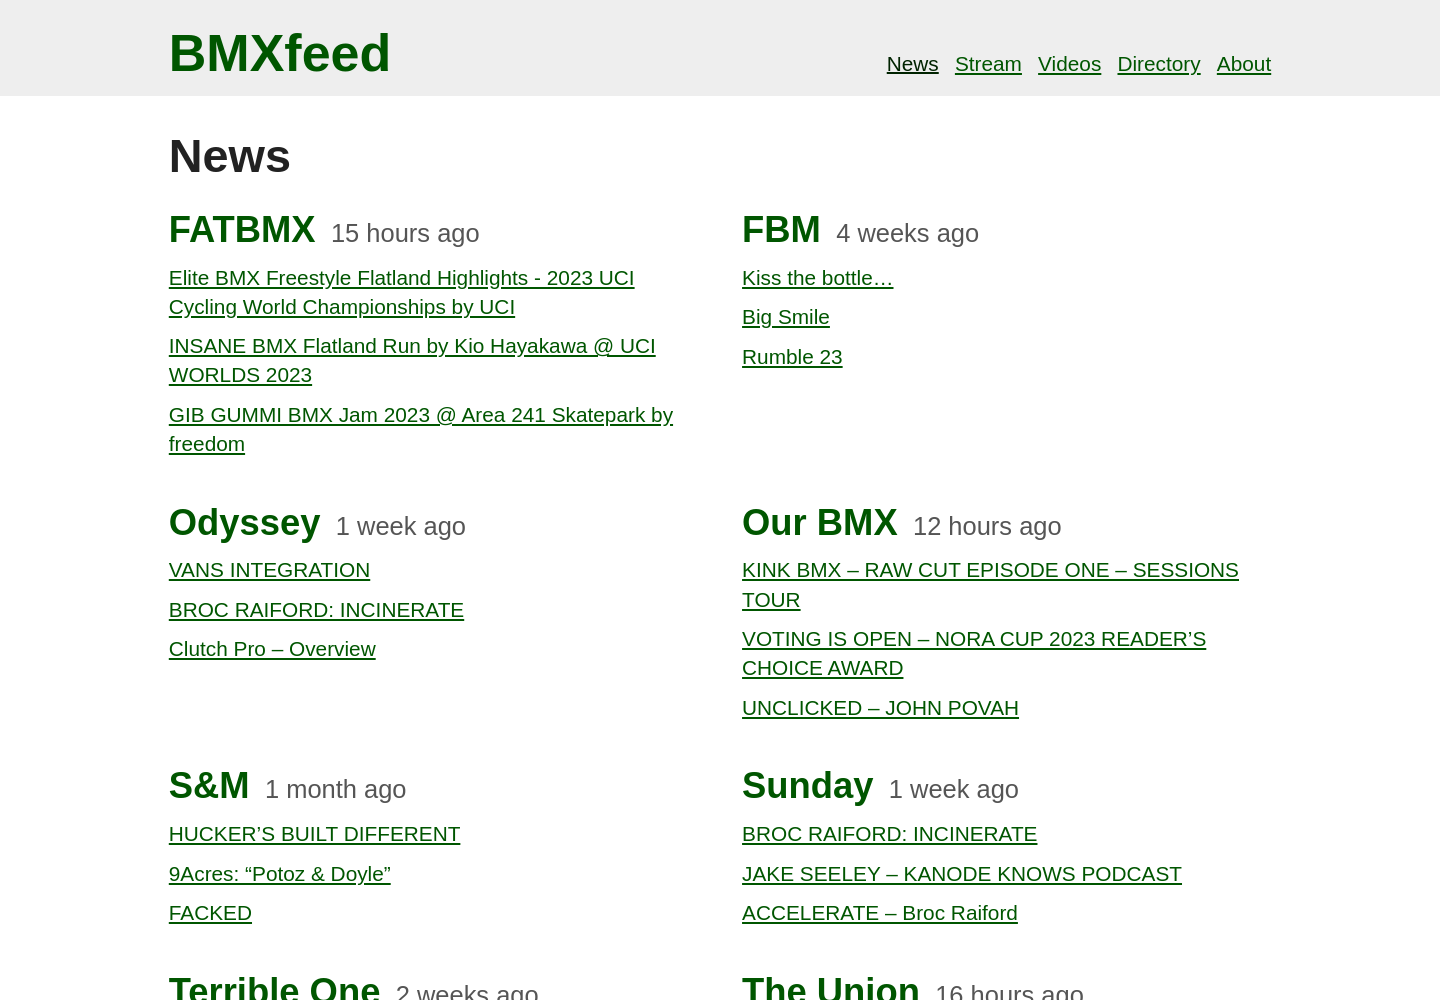 BMXfeed
News Stream Videos Directory About
News
FATBMX 15 hours ago
Elite BMX Freestyle Flatland Highlights - 2023 UCI
Cycling World Championships by UCI
INSANE BMX Flatland Run by Kio Hayakawa @ UCI
WORLDS 2023
GIB GUMMI BMX Jam 2023 @ Area 241 Skatepark by
freedom
FBM 4 weeks ago
Kiss the bottle…
Big Smile
Rumble 23
Odyssey 1 week ago
VANS INTEGRATION
BROC RAIFORD: INCINERATE
Clutch Pro – Overview
Our BMX 12 hours ago
KINK BMX – RAW CUT EPISODE ONE – SESSIONS
TOUR
VOTING IS OPEN – NORA CUP 2023 READER’S
CHOICE AWARD
UNCLICKED – JOHN POVAH
S&M 1 month ago
HUCKER’S BUILT DIFFERENT
9Acres: “Potoz & Doyle”
FACKED
Sunday 1 week ago
BROC RAIFORD: INCINERATE
JAKE SEELEY – KANODE KNOWS PODCAST
ACCELERATE – Broc Raiford
Terrible One 2 weeks ago
The Union 16 hours ago